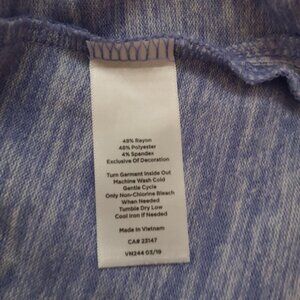 48% Rayon
48% Polyester
4% Spandex
Exclusive Of Decoration
Turn Garment Inside Out
Machine Wash Cold
Gentle Cycle
Only Non-Chlorine Bleach
When Needed
Tumble Dry Low
Cool Iron If Needed
Made In Vietnam
CA# 23147
VN244 03/19